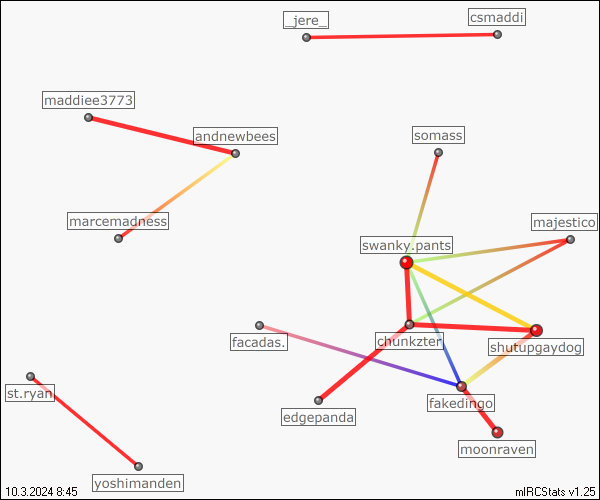 _jere_
csmaddi
maddiee3773
andnewbees
somass
marcemadness
majestico
swanky.pants
facadas.
chunkzter
shutupgaydog
st.ryan
edgepanda
fakedingo
moonraven
yoshimanden
10.3.2024 8:45
mIRCStats v1.25